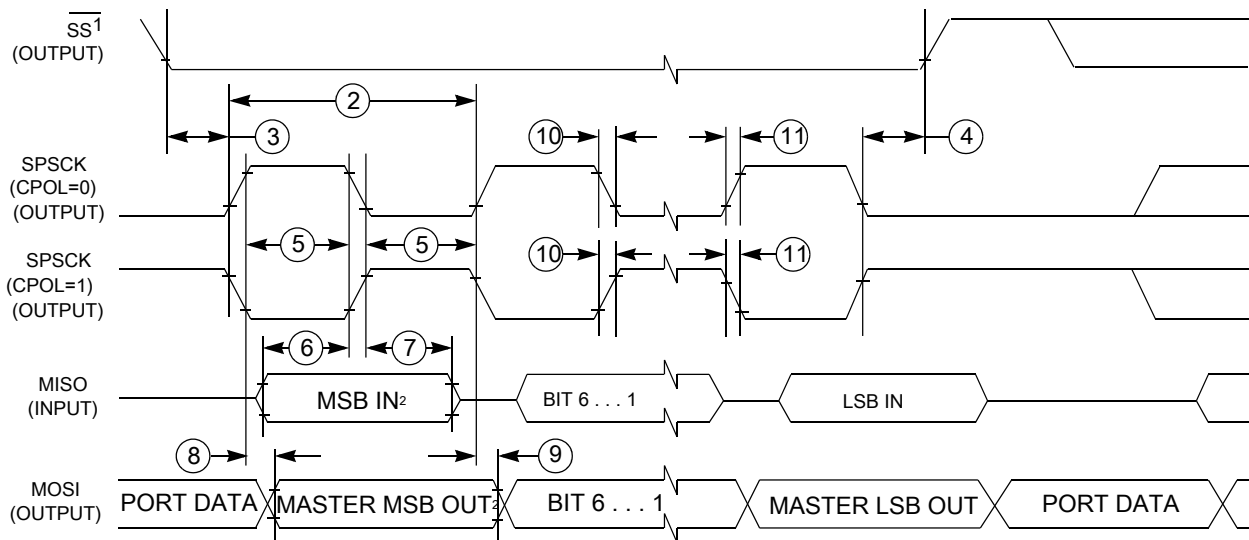 SS1
(OUTPUT)
2
3
10
11
4
SPSCK
(CPOL=0)
(OUTPUT)
5
5
SPSCK
(CPOL=1)
(OUTPUT)
10
11
6
7
MISO
(INPUT)
MSB IN2
BIT 6 . . . 1
LSB IN
8
9
MOSI
(OUTPUT)
PORT DATA
MASTER MSB OUT2
BIT 6 . . . 1
MASTER LSB OUT
PORT DATA